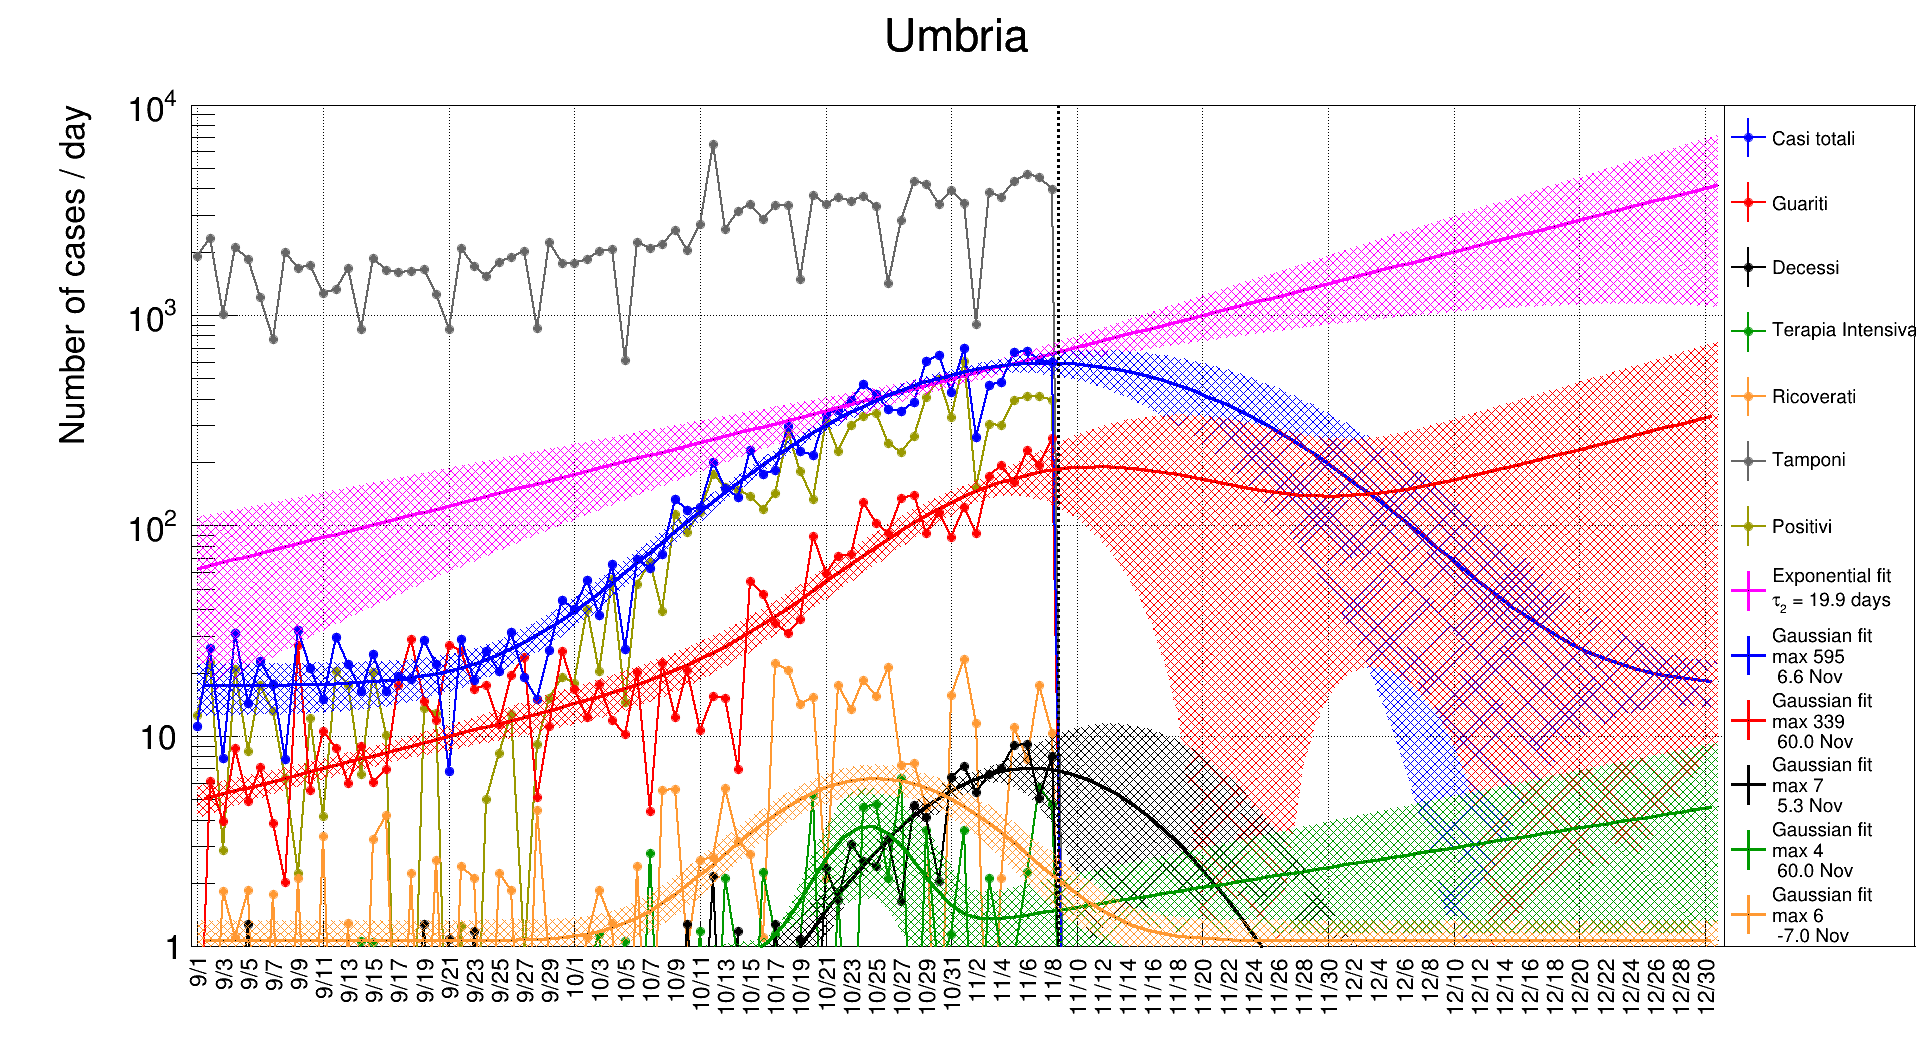 Umbria
Number of cases / day
10^4
10^3
10^2
10
1
9/1 9/3 9/5 9/7 9/9 9/11 9/13 9/15 9/17 9/19 9/21 9/23 9/25 9/27 9/29 10/1 10/3 10/5 10/7 10/9 10/11 10/13 10/15 10/17 10/19 10/21 10/23 10/25 10/27 10/29 10/31 11/2 11/4 11/6 11/8 11/10 11/12 11/14 11/16 11/18 11/20 11/22 11/24 11/26 11/28 11/30 12/2 12/4 12/6 12/8 12/10 12/12 12/14 12/16 12/18 12/20 12/22 12/24 12/26 12/28 12/30
Casi totali
Guariti
Decessi
Terapia Intensiva
Ricoverati
Tamponi
Positivi
Exponential fit
τ₂ = 19.9 days
Gaussian fit
max 595
6.6 Nov
Gaussian fit
max 339
60.0 Nov
Gaussian fit
max 7
5.3 Nov
Gaussian fit
max 4
60.0 Nov
Gaussian fit
max 6
-7.0 Nov